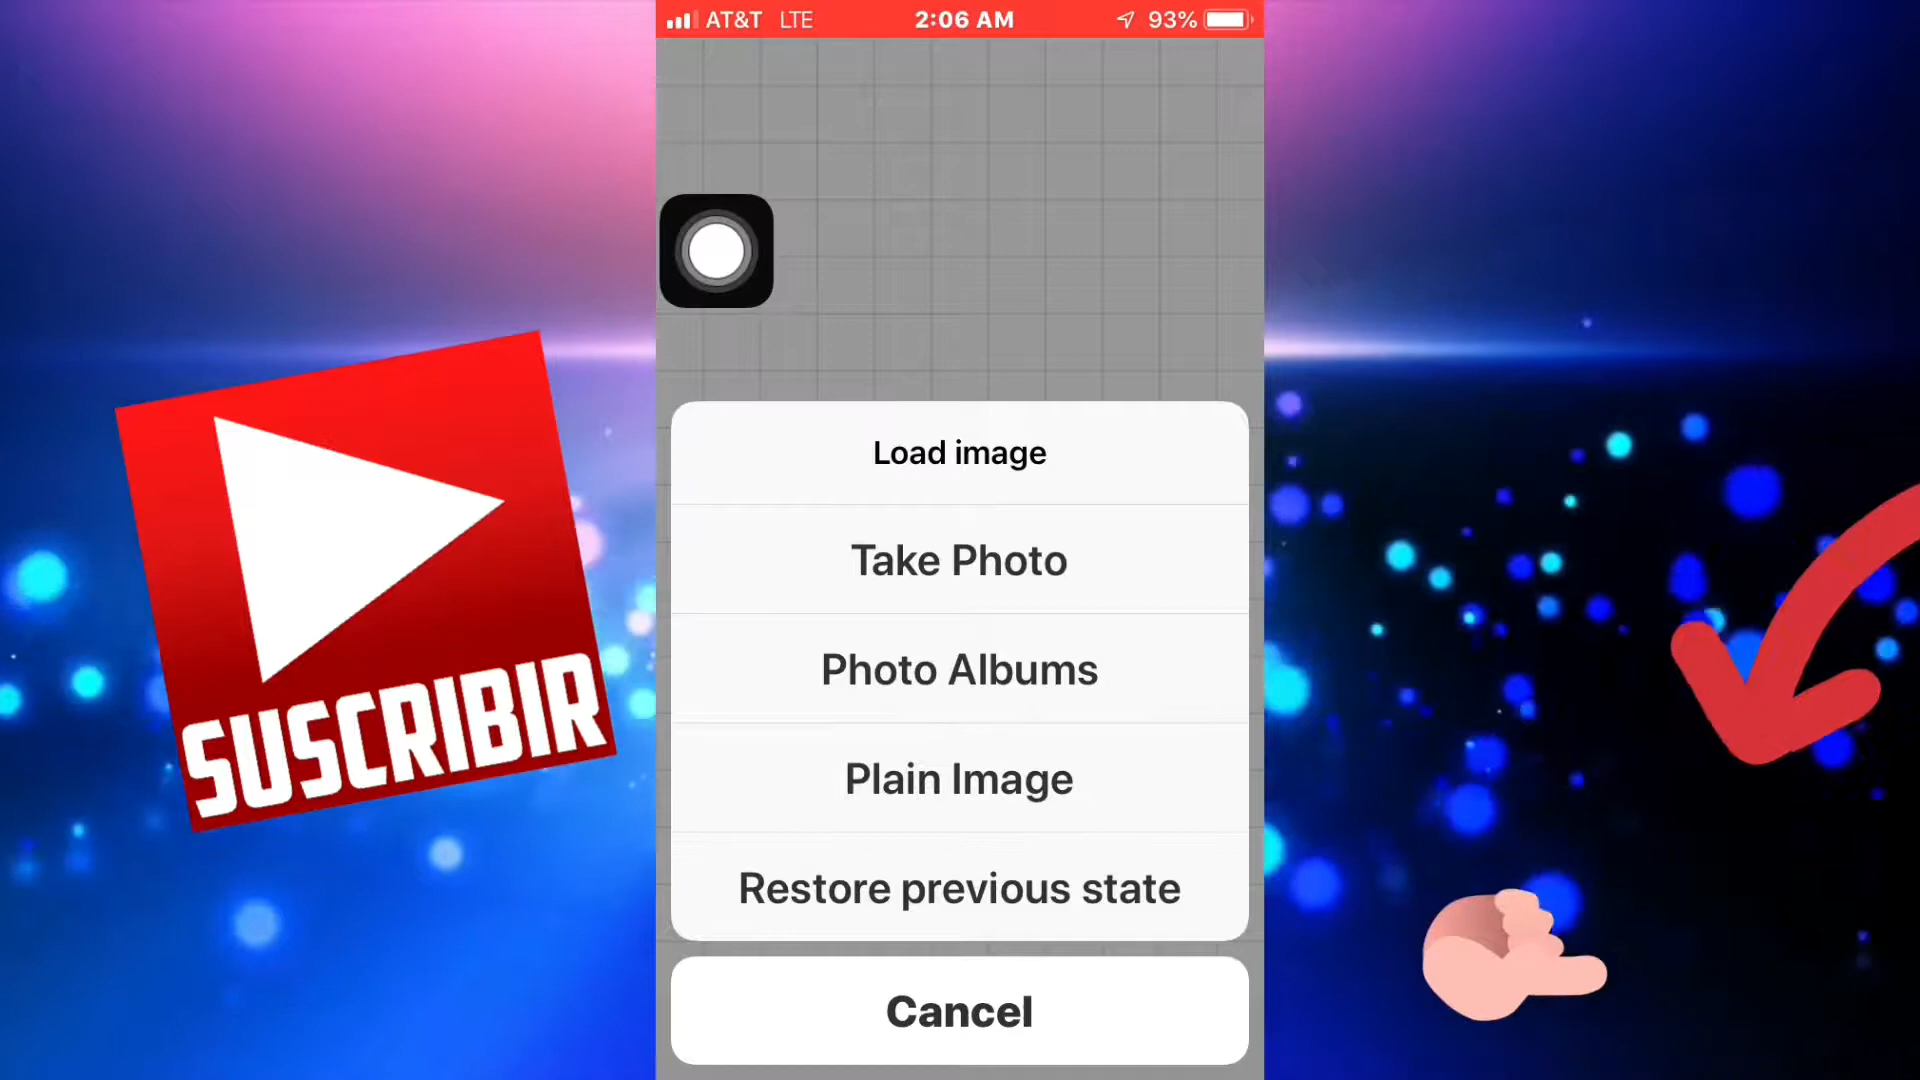 AT&T LTE 2:06 AM 93%
Load image
Take Photo
Photo Albums
Plain Image
Restore previous state
Cancel
SUSCRIBIR